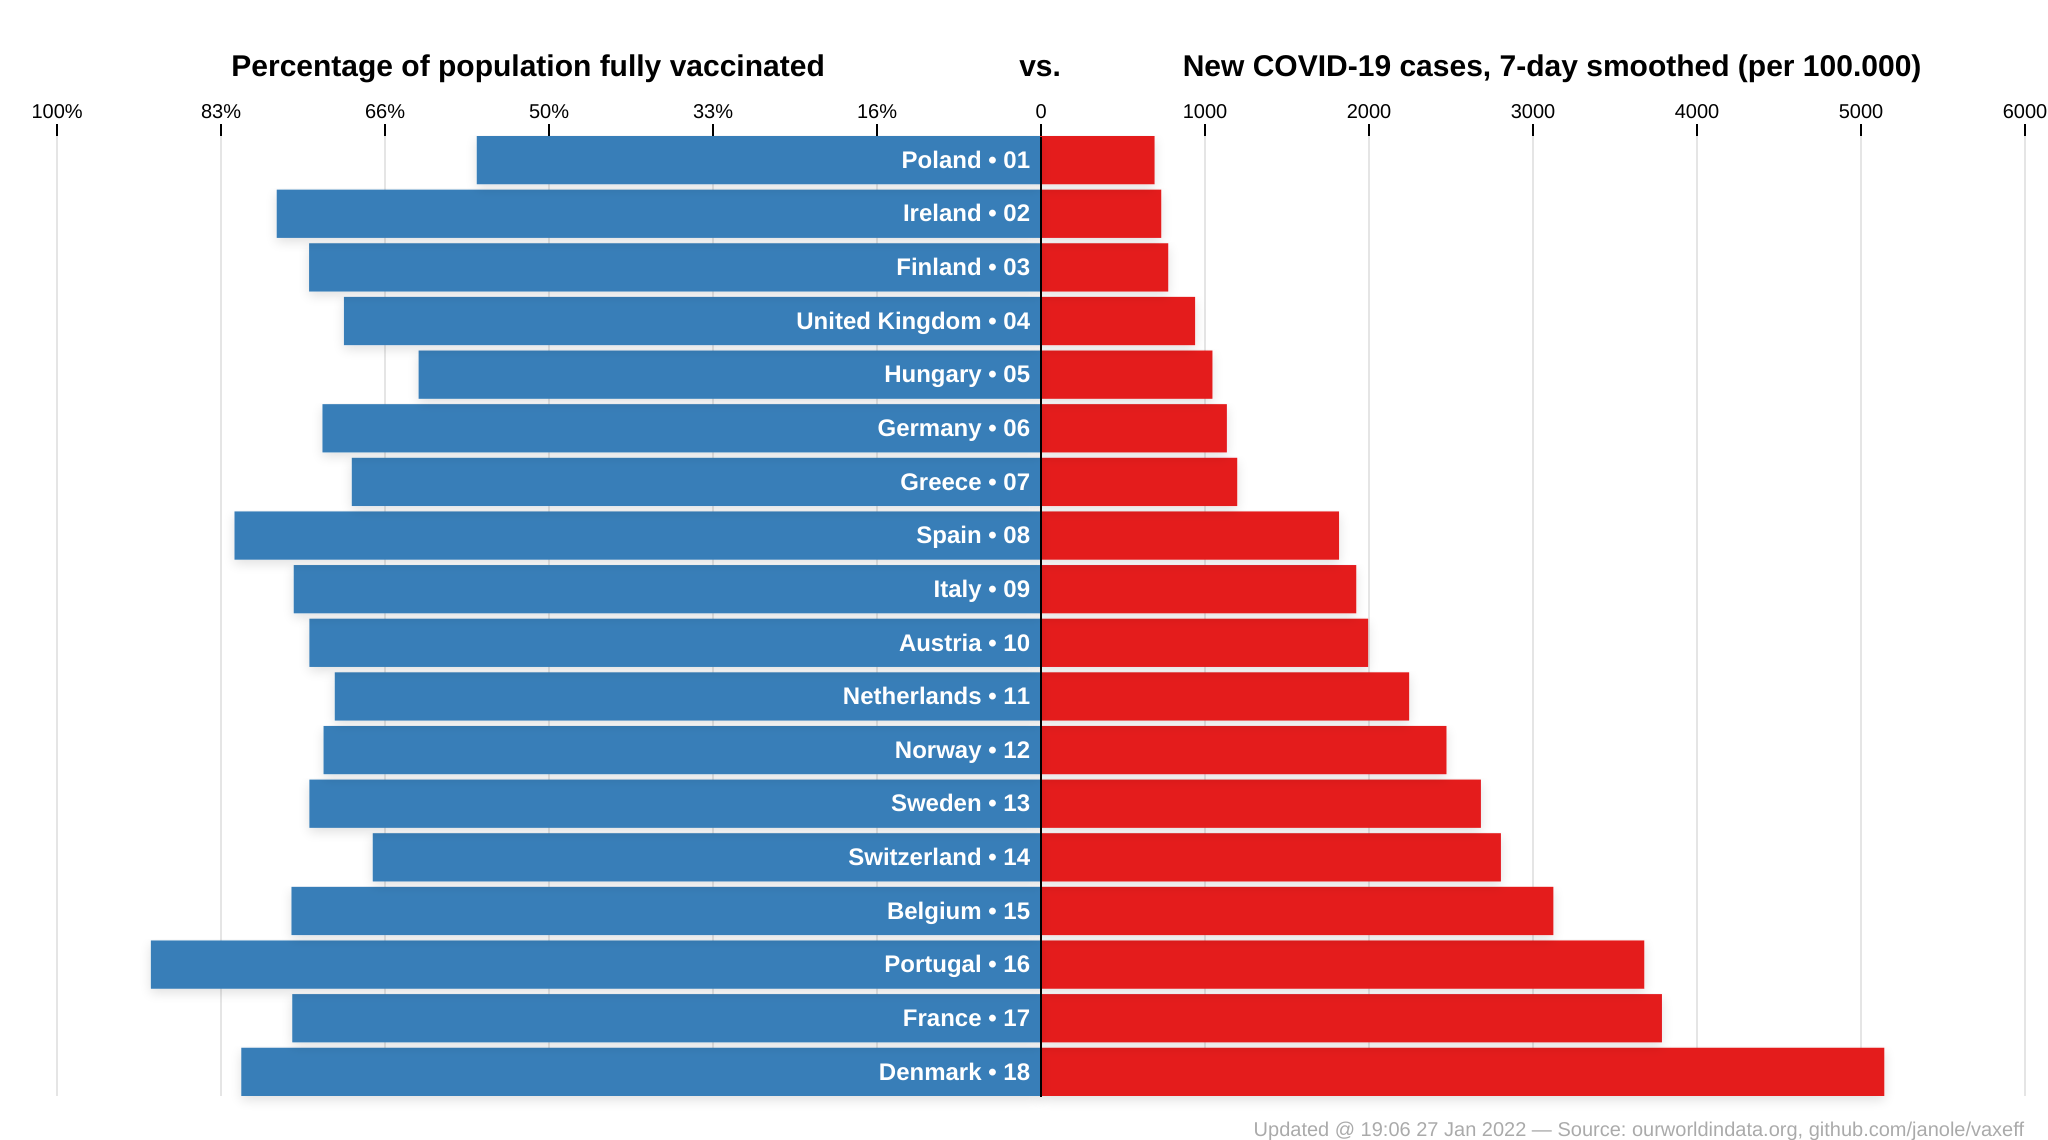 Percentage of population fully vaccinated vs. New COVID-19 cases, 7-day smoothed (per 100.000)
100% 83% 66% 50% 33% 16% 0 1000 2000 3000 4000 5000 6000
Poland • 01
Ireland • 02
Finland • 03
United Kingdom • 04
Hungary • 05
Germany • 06
Greece • 07
Spain • 08
Italy • 09
Austria • 10
Netherlands • 11
Norway • 12
Sweden • 13
Switzerland • 14
Belgium • 15
Portugal • 16
France • 17
Denmark • 18
Updated @ 19:06 27 Jan 2022 — Source: ourworldindata.org, github.com/janole/vaxeff